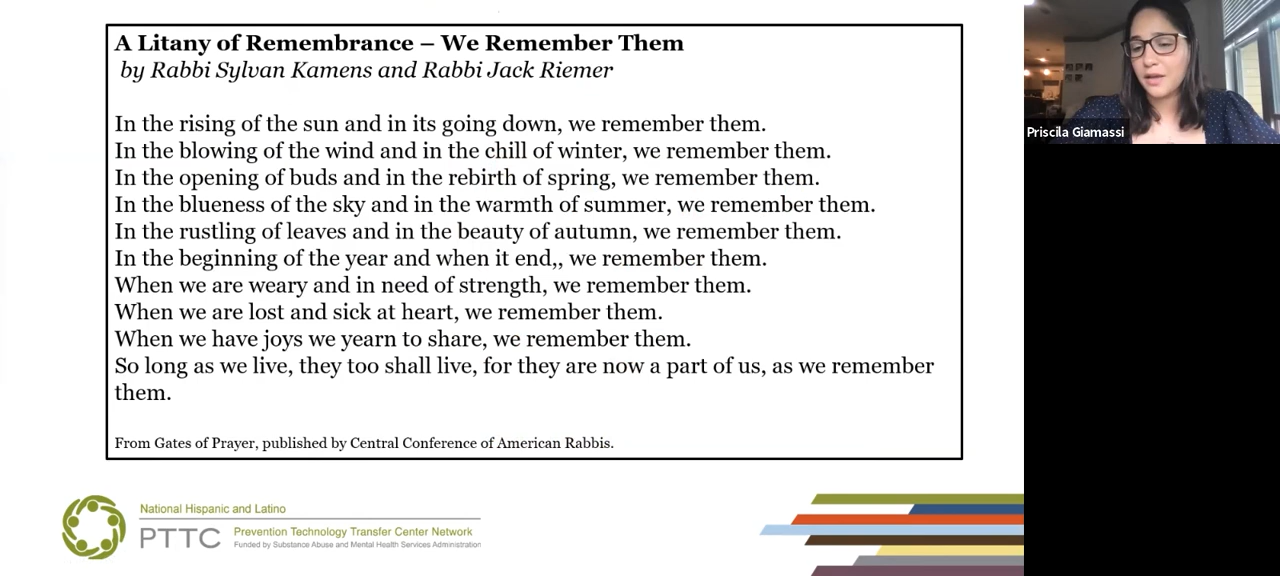 A Litany of Remembrance – We Remember Them
by Rabbi Sylvan Kamens and Rabbi Jack Riemer
In the rising of the sun and in its going down, we remember them.
In the blowing of the wind and in the chill of winter, we remember them.
In the opening of buds and in the rebirth of spring, we remember them.
In the blueness of the sky and in the warmth of summer, we remember them.
In the rustling of leaves and in the beauty of autumn, we remember them.
In the beginning of the year and when it end,, we remember them.
When we are weary and in need of strength, we remember them.
When we are lost and sick at heart, we remember them.
When we have joys we yearn to share, we remember them.
So long as we live, they too shall live, for they are now a part of us, as we remember
them.
From Gates of Prayer, published by Central Conference of American Rabbis.
Priscila Giamassi
National Hispanic and Latino
PTTC
Prevention Technology Transfer Center Network
Funded by Substance Abuse and Mental Health Services Administration